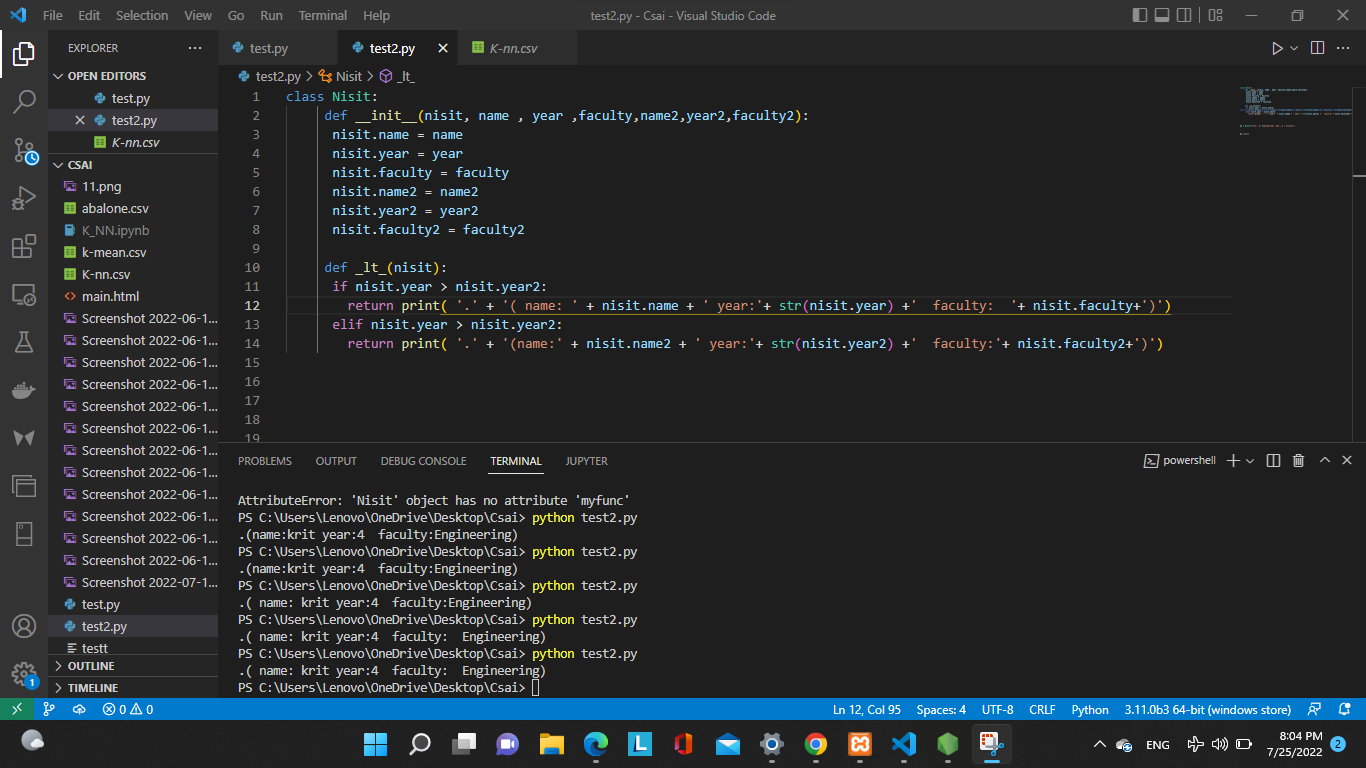 File Edit Selection View Go Run Terminal Help
test2.py - Csai - Visual Studio Code
EXPLORER
OPEN EDITORS
test.py
test2.py
K-nn.csv
CSAI
11.png
abalone.csv
K_NN.ipynb
k-mean.csv
K-nn.csv
main.html
Screenshot 2022-06-1...
Screenshot 2022-06-1...
Screenshot 2022-06-1...
Screenshot 2022-06-1...
Screenshot 2022-06-1...
Screenshot 2022-06-1...
Screenshot 2022-06-1...
Screenshot 2022-06-1...
Screenshot 2022-06-1...
Screenshot 2022-06-1...
Screenshot 2022-06-1...
Screenshot 2022-06-1...
Screenshot 2022-07-1...
test.py
test2.py
testt
OUTLINE
TIMELINE
1
test.py test2.py K-nn.csv
test2.py > Nisit > _lt_
1 class Nisit:
2 def __init__(nisit, name , year ,faculty,name2,year2,faculty2):
3 nisit.name = name
4 nisit.year = year
5 nisit.faculty = faculty
6 nisit.name2 = name2
7 nisit.year2 = year2
8 nisit.faculty2 = faculty2
9
10 def _lt_(nisit):
11 if nisit.year > nisit.year2:
12 return print( '.' + '( name: ' + nisit.name + ' year:'+ str(nisit.year) +'  faculty:  '+ nisit.faculty+')')
13 elif nisit.year > nisit.year2:
14 return print( '.' + '(name:' + nisit.name2 + ' year:'+ str(nisit.year2) +'  faculty:'+ nisit.faculty2+')')
15
16
17
18
19
PROBLEMS OUTPUT DEBUG CONSOLE TERMINAL JUPYTER
powershell
AttributeError: 'Nisit' object has no attribute 'myfunc'
PS C:\Users\Lenovo\OneDrive\Desktop\Csai> python test2.py
.(name:krit year:4  faculty:Engineering)
PS C:\Users\Lenovo\OneDrive\Desktop\Csai> python test2.py
.(name:krit year:4  faculty:Engineering)
PS C:\Users\Lenovo\OneDrive\Desktop\Csai> python test2.py
.( name: krit year:4  faculty:Engineering)
PS C:\Users\Lenovo\OneDrive\Desktop\Csai> python test2.py
.( name: krit year:4  faculty:  Engineering)
PS C:\Users\Lenovo\OneDrive\Desktop\Csai> python test2.py
.( name: krit year:4  faculty:  Engineering)
PS C:\Users\Lenovo\OneDrive\Desktop\Csai>
0 0
Ln 12, Col 95 Spaces: 4 UTF-8 CRLF Python 3.11.0b3 64-bit (windows store)
L
ENG
8:04 PM
7/25/2022
2